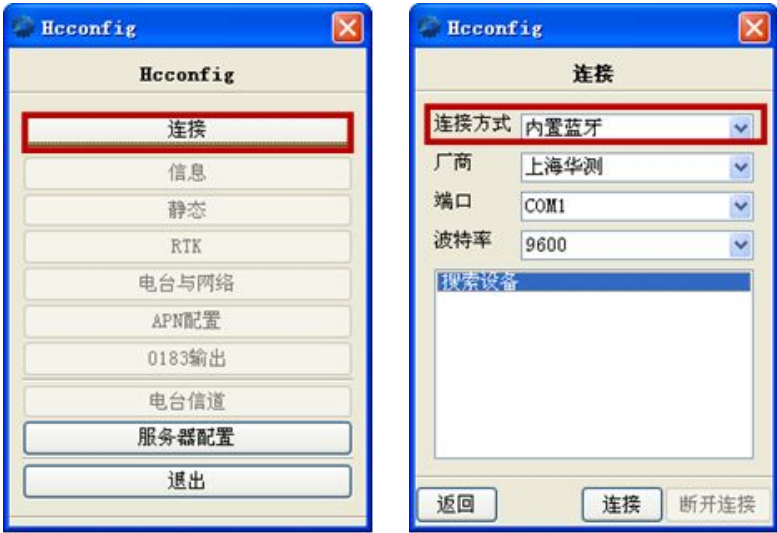 Hcconfig
Hcconfig
连接
信息
静态
RTK
电台与网络
APN配置
0183输出
电台信道
服务器配置
退出
Hcconfig
连接
连接方式 内置蓝牙
厂商 上海华测
端口 COM1
波特率 9600
搜索设备
返回 连接 断开连接